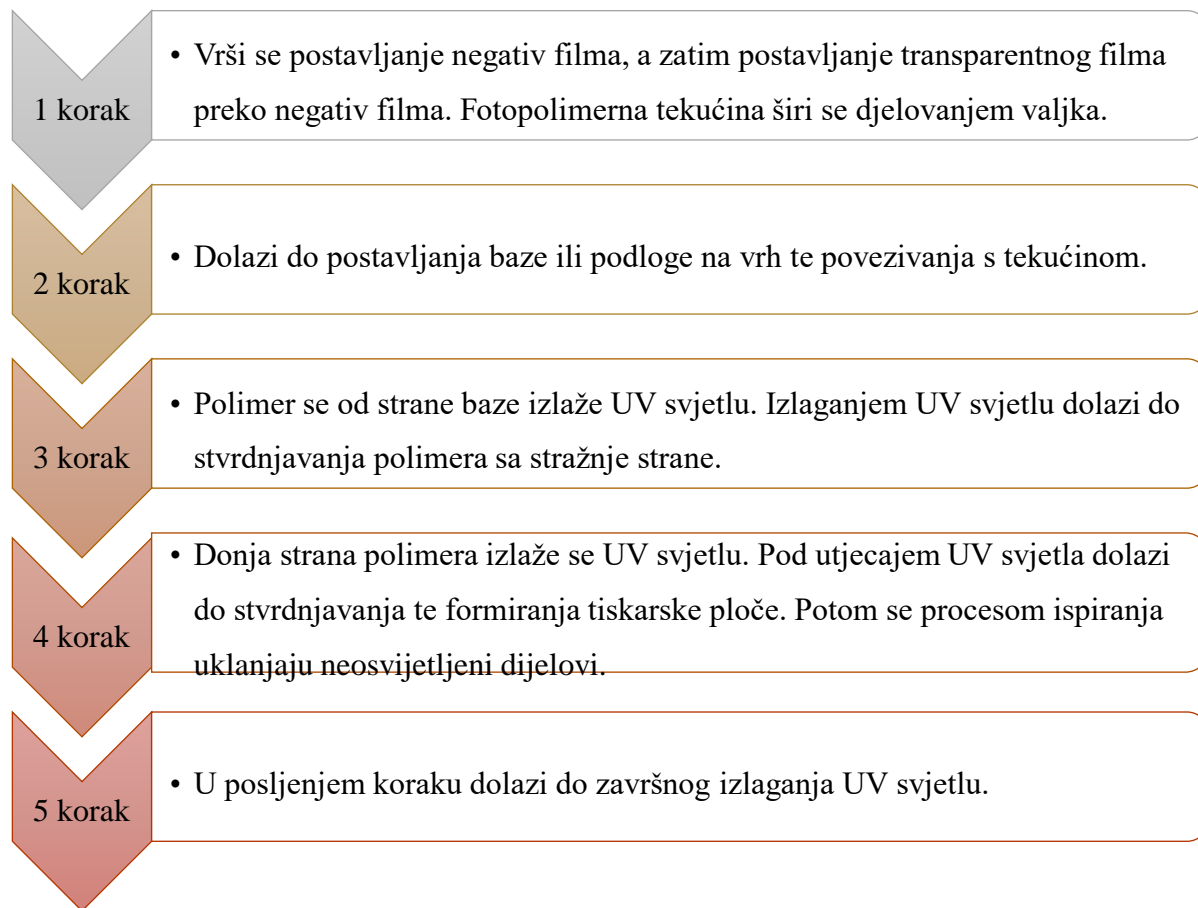 1 korak
• Vrši se postavljanje negativ filma, a zatim postavljanje transparentnog filma
preko negativ filma. Fotopolimerna tekućina širi se djelovanjem valjka.
2 korak
• Dolazi do postavljanja baze ili podloge na vrh te povezivanja s tekućinom.
3 korak
• Polimer se od strane baze izlaže UV svjetlu. Izlaganjem UV svjetlu dolazi do
stvrdnjavanja polimera sa stražnje strane.
4 korak
• Donja strana polimera izlaže se UV svjetlu. Pod utjecajem UV svjetla dolazi
do stvrdnjavanja te formiranja tiskarske ploče. Potom se procesom ispiranja
uklanjaju neosvijetljeni dijelovi.
5 korak
• U posljenjem koraku dolazi do završnog izlaganja UV svjetlu.